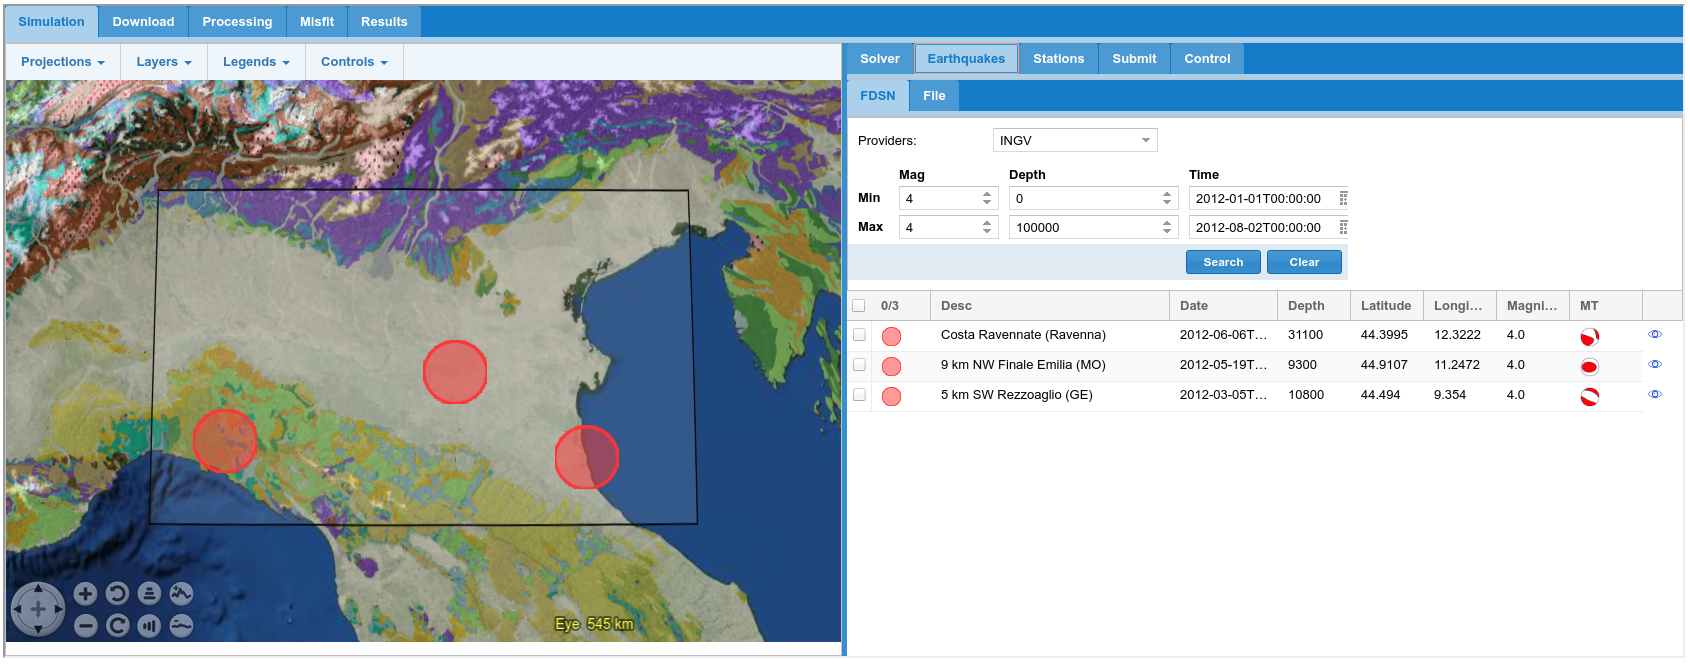 Simulation Download Processing Misfit Results
Projections Layers Legends Controls
Solver Earthquakes Stations Submit Control
FDSN File
Providers: INGV
Mag Depth Time
Min 4 0 2012-01-01T00:00:00
Max 4 100000 2012-08-02T00:00:00
Search Clear
0/3 Desc Date Depth Latitude Longi... Magni... MT
Costa Ravennate (Ravenna) 2012-06-06T... 31100 44.3995 12.3222 4.0
9 km NW Finale Emilia (MO) 2012-05-19T... 9300 44.9107 11.2472 4.0
5 km SW Rezzoaglio (GE) 2012-03-05T... 10800 44.494 9.354 4.0
Eye 545 km